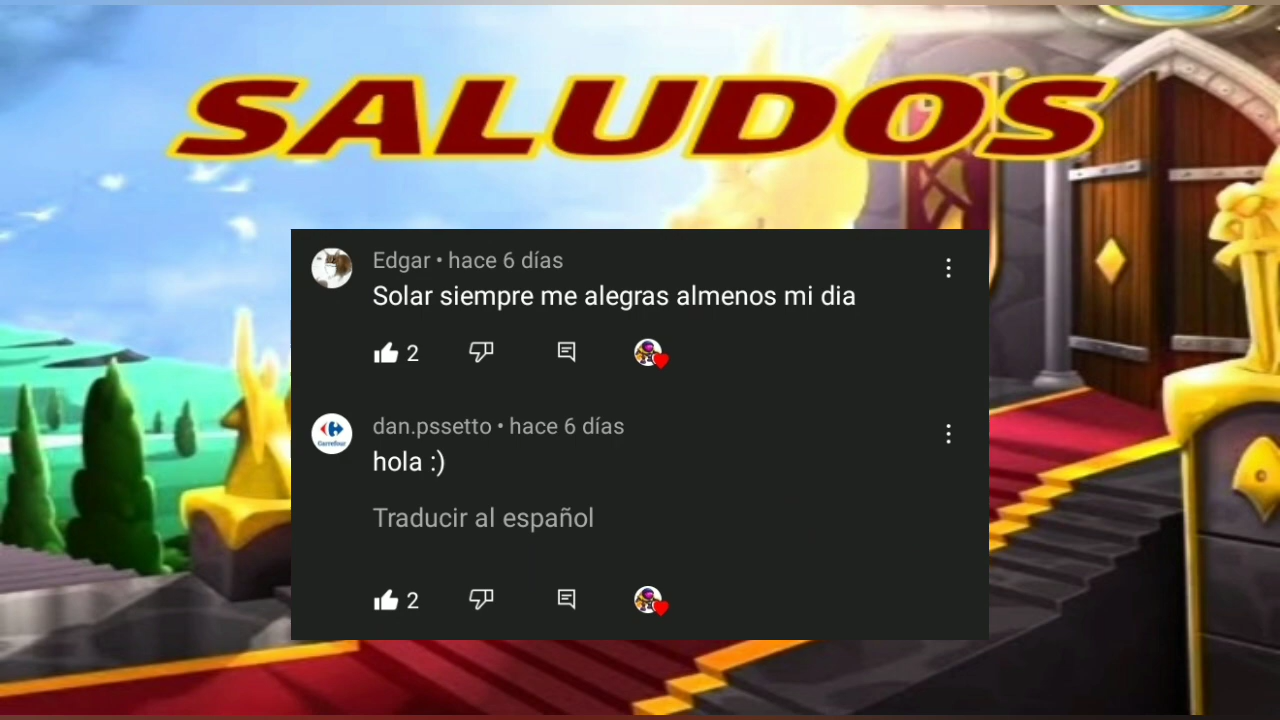 SALUDOS
Edgar • hace 6 días
Solar siempre me alegras almenos mi dia
2
Carrefour
dan.pssetto • hace 6 días
hola :)
Traducir al español
2